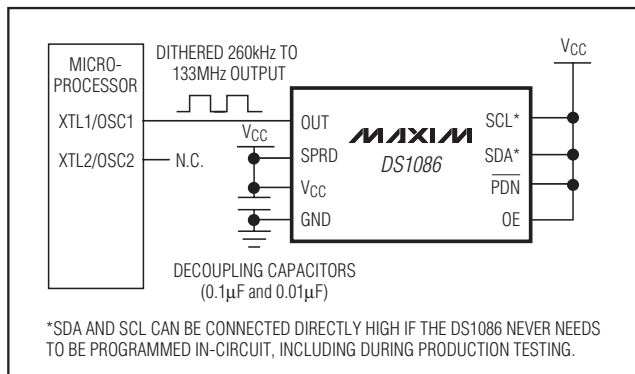 MICRO-
PROCESSOR
XTL1/OSC1
XTL2/OSC2
N.C.
DITHERED 260kHz TO
133MHz OUTPUT
VCC
DECOUPLING CAPACITORS
(0.1μF and 0.01μF)
OUT
SPRD
VCC
GND
MAXIM
DS1086
SCL*
SDA*
PDN
OE
VCC
*SDA AND SCL CAN BE CONNECTED DIRECTLY HIGH IF THE DS1086 NEVER NEEDS
TO BE PROGRAMMED IN-CIRCUIT, INCLUDING DURING PRODUCTION TESTING.